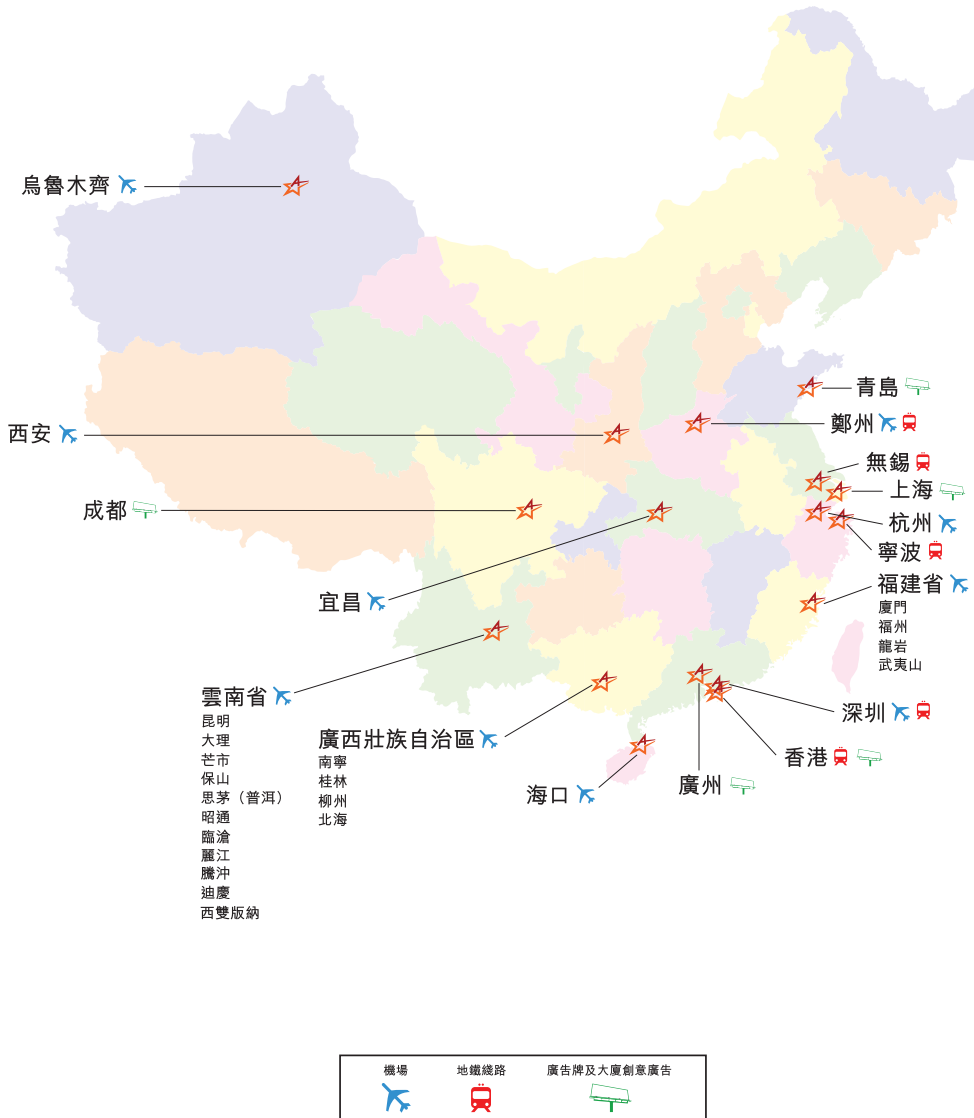 烏魯木齊
青島
鄭州
西安
無錫
上海
成都
杭州
寧波
福建省
廈門
福州
龍岩
武夷山
宜昌
雲南省
昆明
大理
芒市
保山
思茅（普洱）
昭通
臨滄
麗江
騰沖
迪慶
西雙版納
廣西壯族自治區
南寧
桂林
柳州
北海
深圳
香港
廣州
海口
機場
地鐵綫路
廣告牌及大廈創意廣告